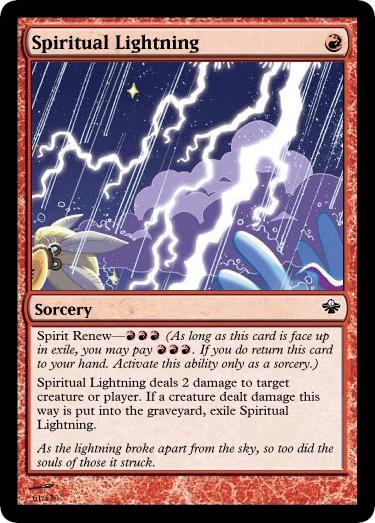 Spiritual Lightning
Sorcery
Spirit Renew—
(As long as this card is face up
in exile, you may pay
. If you do return this card
to your hand. Activate this ability only as a sorcery.)
Spiritual Lightning deals 2 damage to target
creature or player. If a creature dealt damage this
way is put into the graveyard, exile Spiritual
Lightning.
As the lightning broke apart from the sky, so too did the
souls of those it struck.